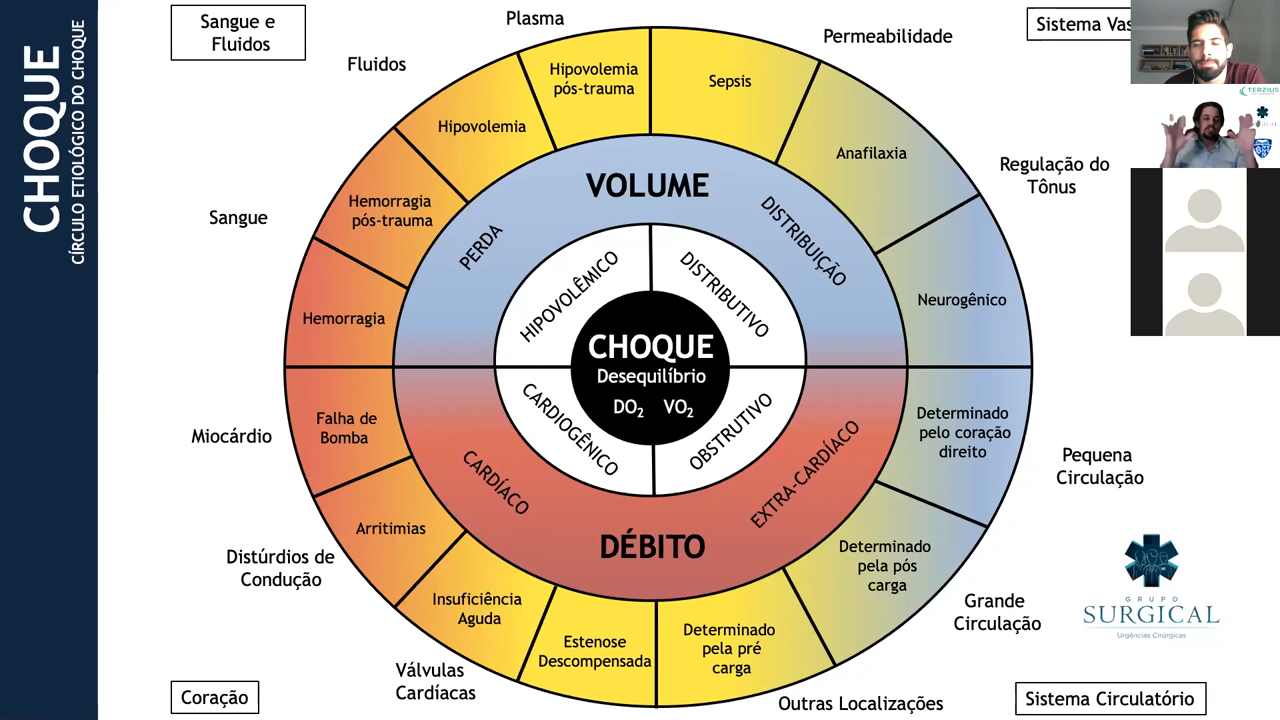 CHOQUE
CÍRCULO ETIOLÓGICO DO CHOQUE
Sangue e
Fluidos
Plasma
Fluidos
Sangue
Permeabilidade
Sistema Vas
Regulação do
Tônus
Hipovolemia
pós-trauma
Sepsis
Hipovolemia
Anafilaxia
Hemorragia
pós-trauma
Neurogênico
Hemorragia
VOLUME
PERDA
DISTRIBUIÇÃO
HIPOVOLÊMICO
DISTRIBUTIVO
CHOQUE
Desequilíbrio
DO₂ VO₂
CARDIOGÊNICO
OBSTRUTIVO
CARDÍACO
EXTRA-CARDÍACO
DÉBITO
Falha de
Bomba
Determinado
pelo coração
direito
Arritimias
Determinado
pela pós
carga
Insuficiência
Aguda
Estenose
Descompensada
Determinado
pela pré
carga
Miocárdio
Distúrdios de
Condução
Válvulas
Cardíacas
Pequena
Circulação
Grande
Circulação
Outras Localizações
Coração
Sistema Circulatório
TERZIUS
GRUPO
SURGICAL
Urgências Cirúrgicas